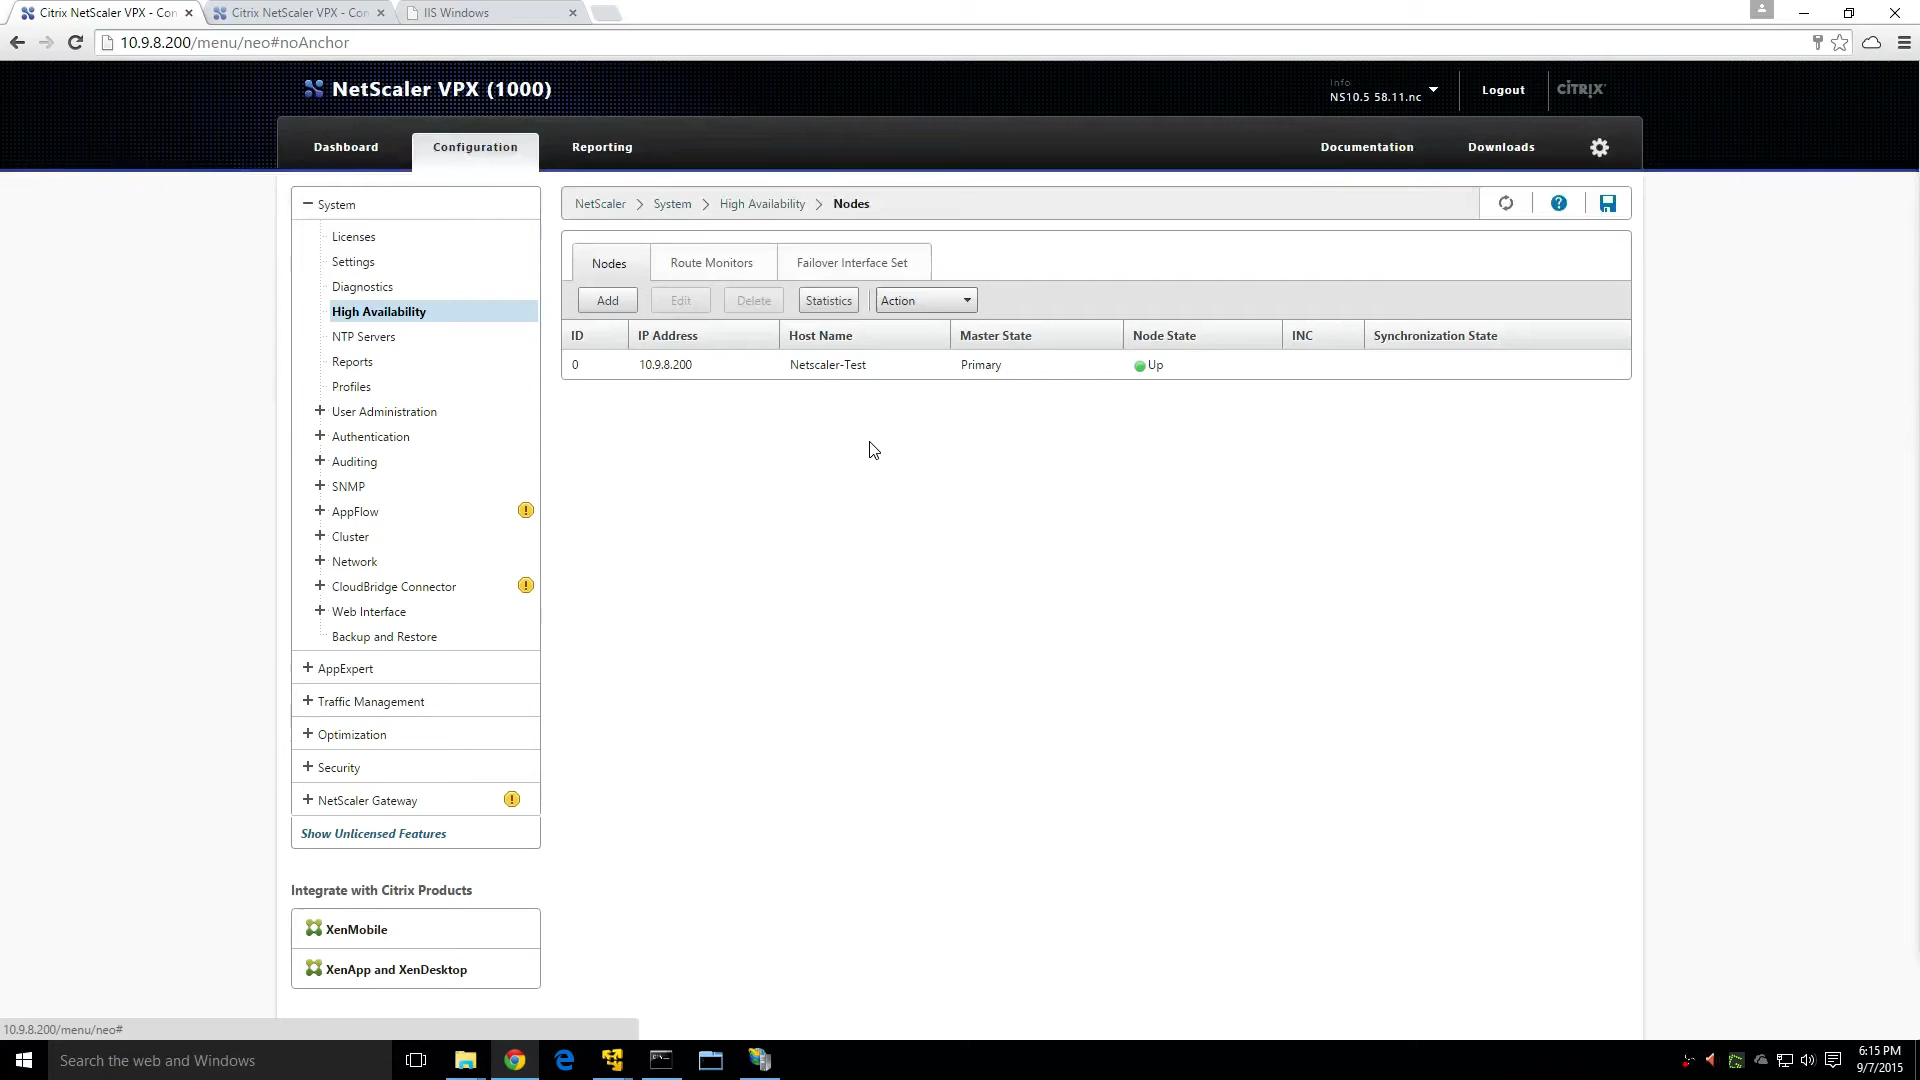 Citrix NetScaler VPX - Con
Citrix NetScaler VPX - Con
IIS Windows
10.9.8.200/menu/neo#noAnchor
NetScaler VPX (1000)
Info
NS10.5 58.11.nc
Logout
CİTRIX
Dashboard
Configuration
Reporting
Documentation
Downloads
System
Licenses
Settings
Diagnostics
High Availability
NTP Servers
Reports
Profiles
User Administration
Authentication
Auditing
SNMP
AppFlow
Cluster
Network
CloudBridge Connector
Web Interface
Backup and Restore
AppExpert
Traffic Management
Optimization
Security
NetScaler Gateway
Show Unlicensed Features
Integrate with Citrix Products
XenMobile
XenApp and XenDesktop
NetScaler > System > High Availability > Nodes
Nodes
Route Monitors
Failover Interface Set
Add
Edit
Delete
Statistics
Action
ID IP Address Host Name Master State Node State INC Synchronization State
0 10.9.8.200 Netscaler-Test Primary Up
10.9.8.200/menu/neo#
Search the web and Windows
6:15 PM
9/7/2015